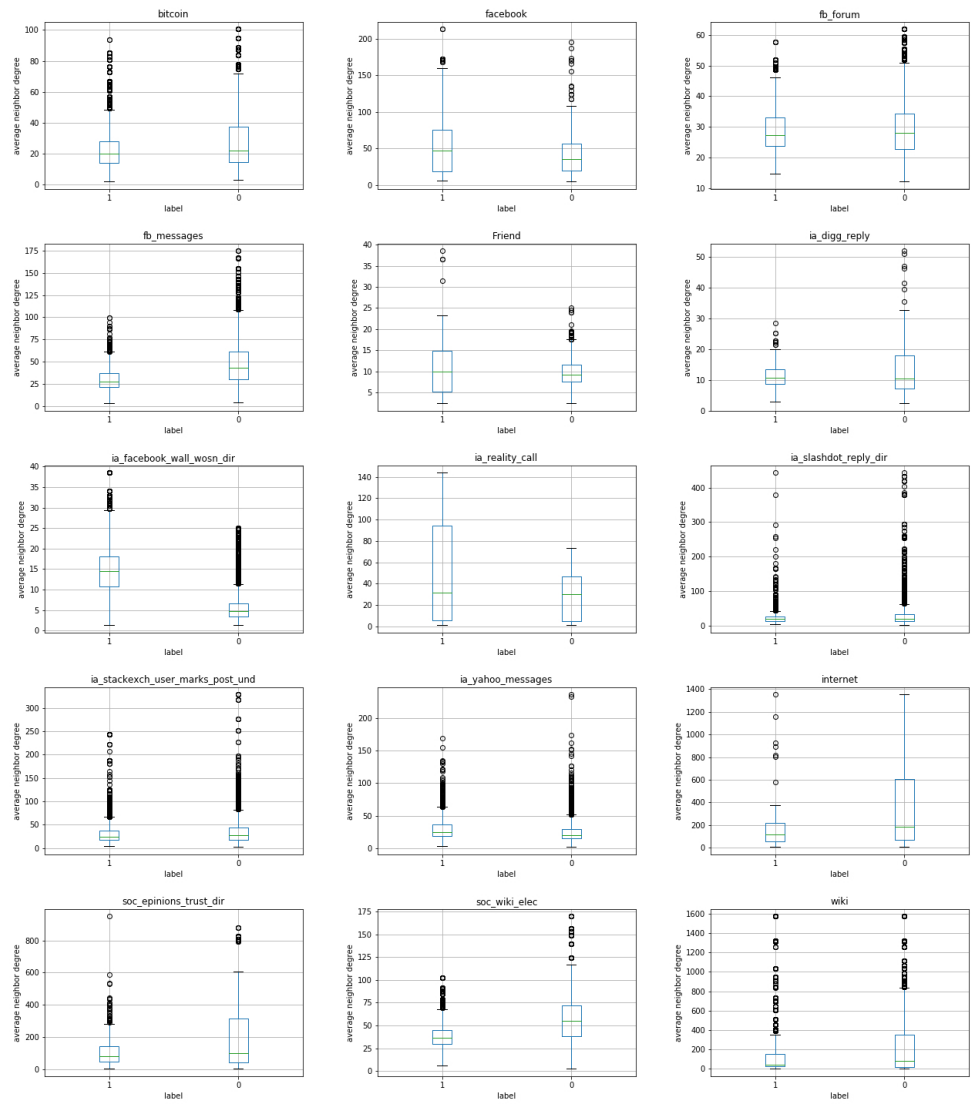 bitcoin
facebook
fb_forum
average neighbor degree
100
80
60
40
20
0
1
0
label
average neighbor degree
200
150
100
50
0
1
0
label
average neighbor degree
60
50
40
30
20
10
1
0
label
fb_messages
Friend
ia_digg_reply
average neighbor degree
175
150
125
100
75
50
25
0
1
0
label
average neighbor degree
40
35
30
25
20
15
10
5
1
0
label
average neighbor degree
50
40
30
20
10
0
1
0
label
ia_facebook_wall_wosn_dir
ia_reality_call
ia_slashdot_reply_dir
average neighbor degree
40
35
30
25
20
15
10
5
0
1
0
label
average neighbor degree
140
120
100
80
60
40
20
0
1
0
label
average neighbor degree
400
300
200
100
0
1
0
label
ia_stackexch_user_marks_post_und
ia_yahoo_messages
internet
average neighbor degree
300
250
200
150
100
50
0
1
0
label
average neighbor degree
200
150
100
50
0
1
0
label
average neighbor degree
1400
1200
1000
800
600
400
200
0
1
0
label
soc_epinions_trust_dir
soc_wiki_elec
wiki
average neighbor degree
800
600
400
200
0
1
0
label
average neighbor degree
175
150
125
100
75
50
25
0
1
0
label
average neighbor degree
1600
1400
1200
1000
800
600
400
200
0
1
0
label